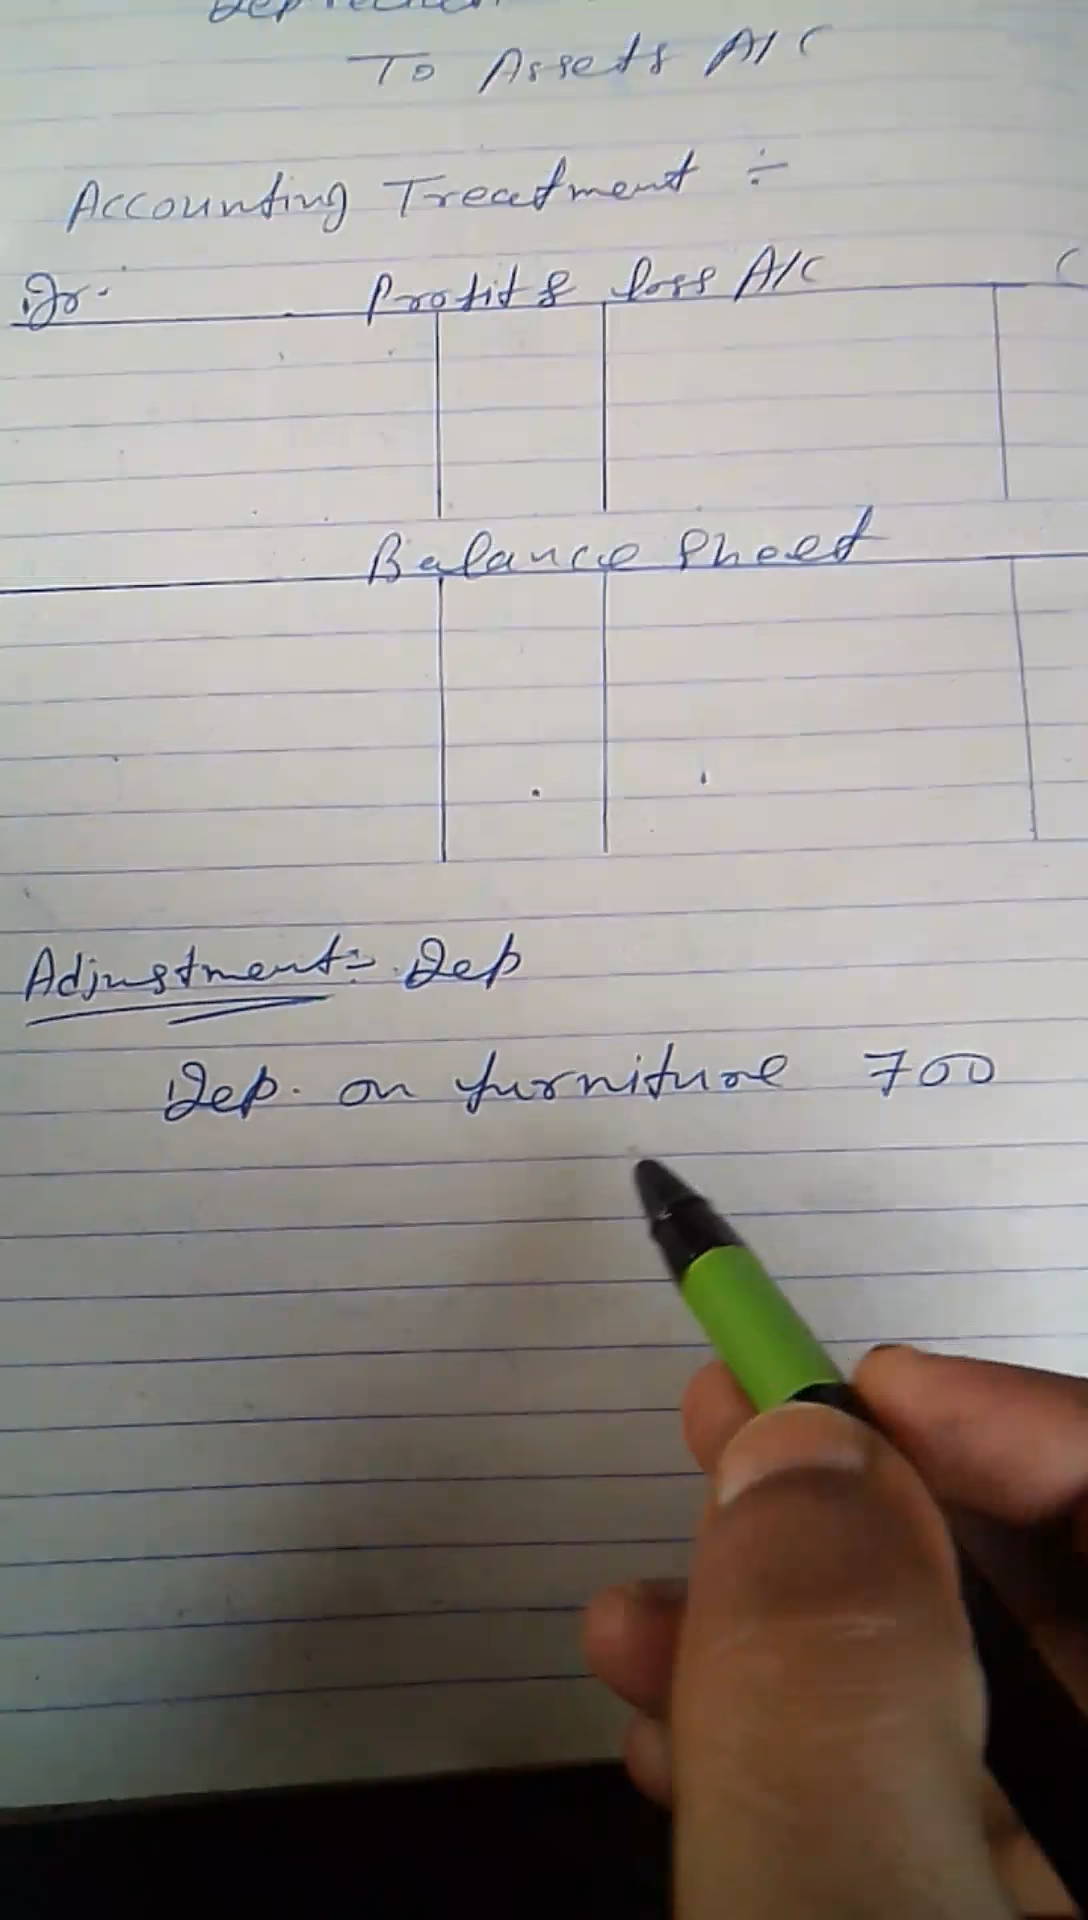 To Assets A/C
Accounting Treatment ÷
Dr. Profit & loss A/C
Balance Sheet
Adjustment:- Dep
Dep. on furniture 700